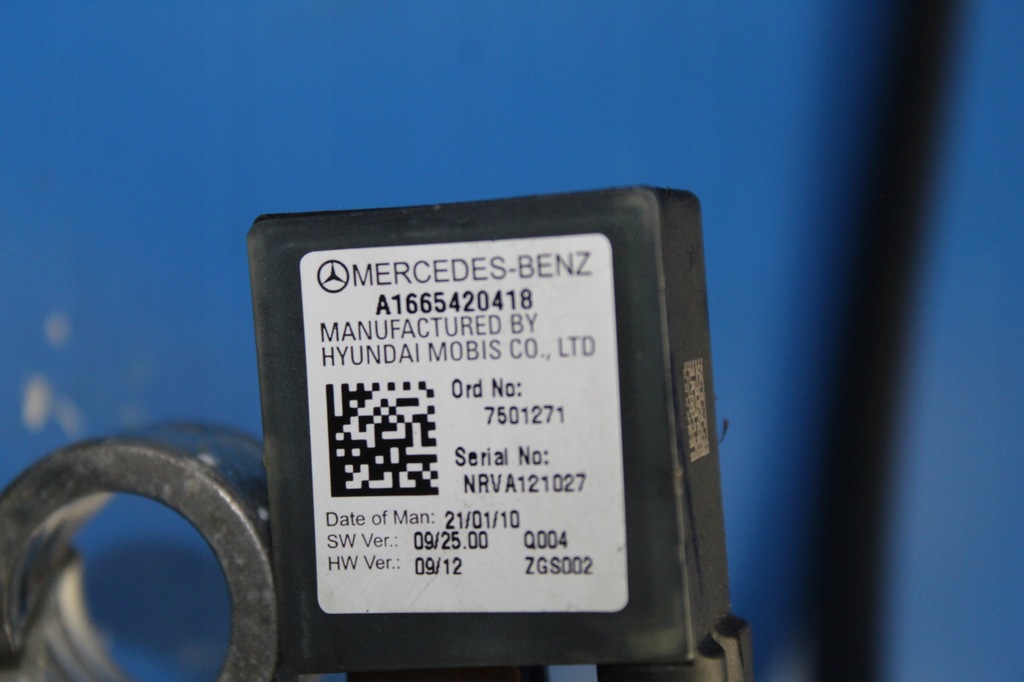 MERCEDES-BENZ
A1665420418
MANUFACTURED BY
HYUNDAI MOBIS CO., LTD
Ord No:
7501271
Serial No:
NRVA121027
Date of Man: 21/01/10
SW Ver.: 09/25.00 Q004
HW Ver.: 09/12 ZGS002